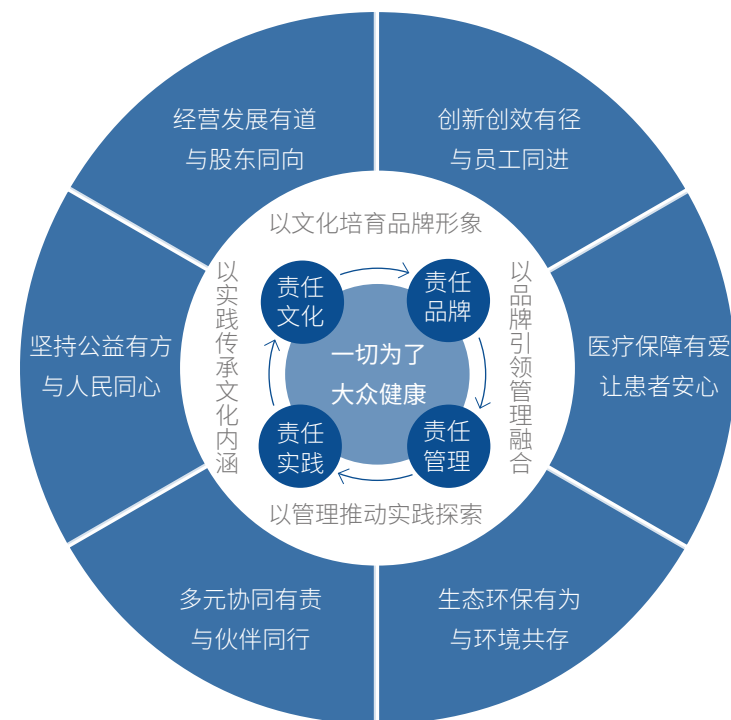 经营发展有道
与股东同向
创新创效有径
与员工同进
以文化培育品牌形象
以实践传承文化内涵
责任
文化
责任
品牌
以品牌引领管理融合
一切为了
大众健康
坚持公益有方
与人民同心
医疗保障有爱
让患者安心
责任
实践
责任
管理
以管理推动实践探索
多元协同有责
与伙伴同行
生态环保有为
与环境共存